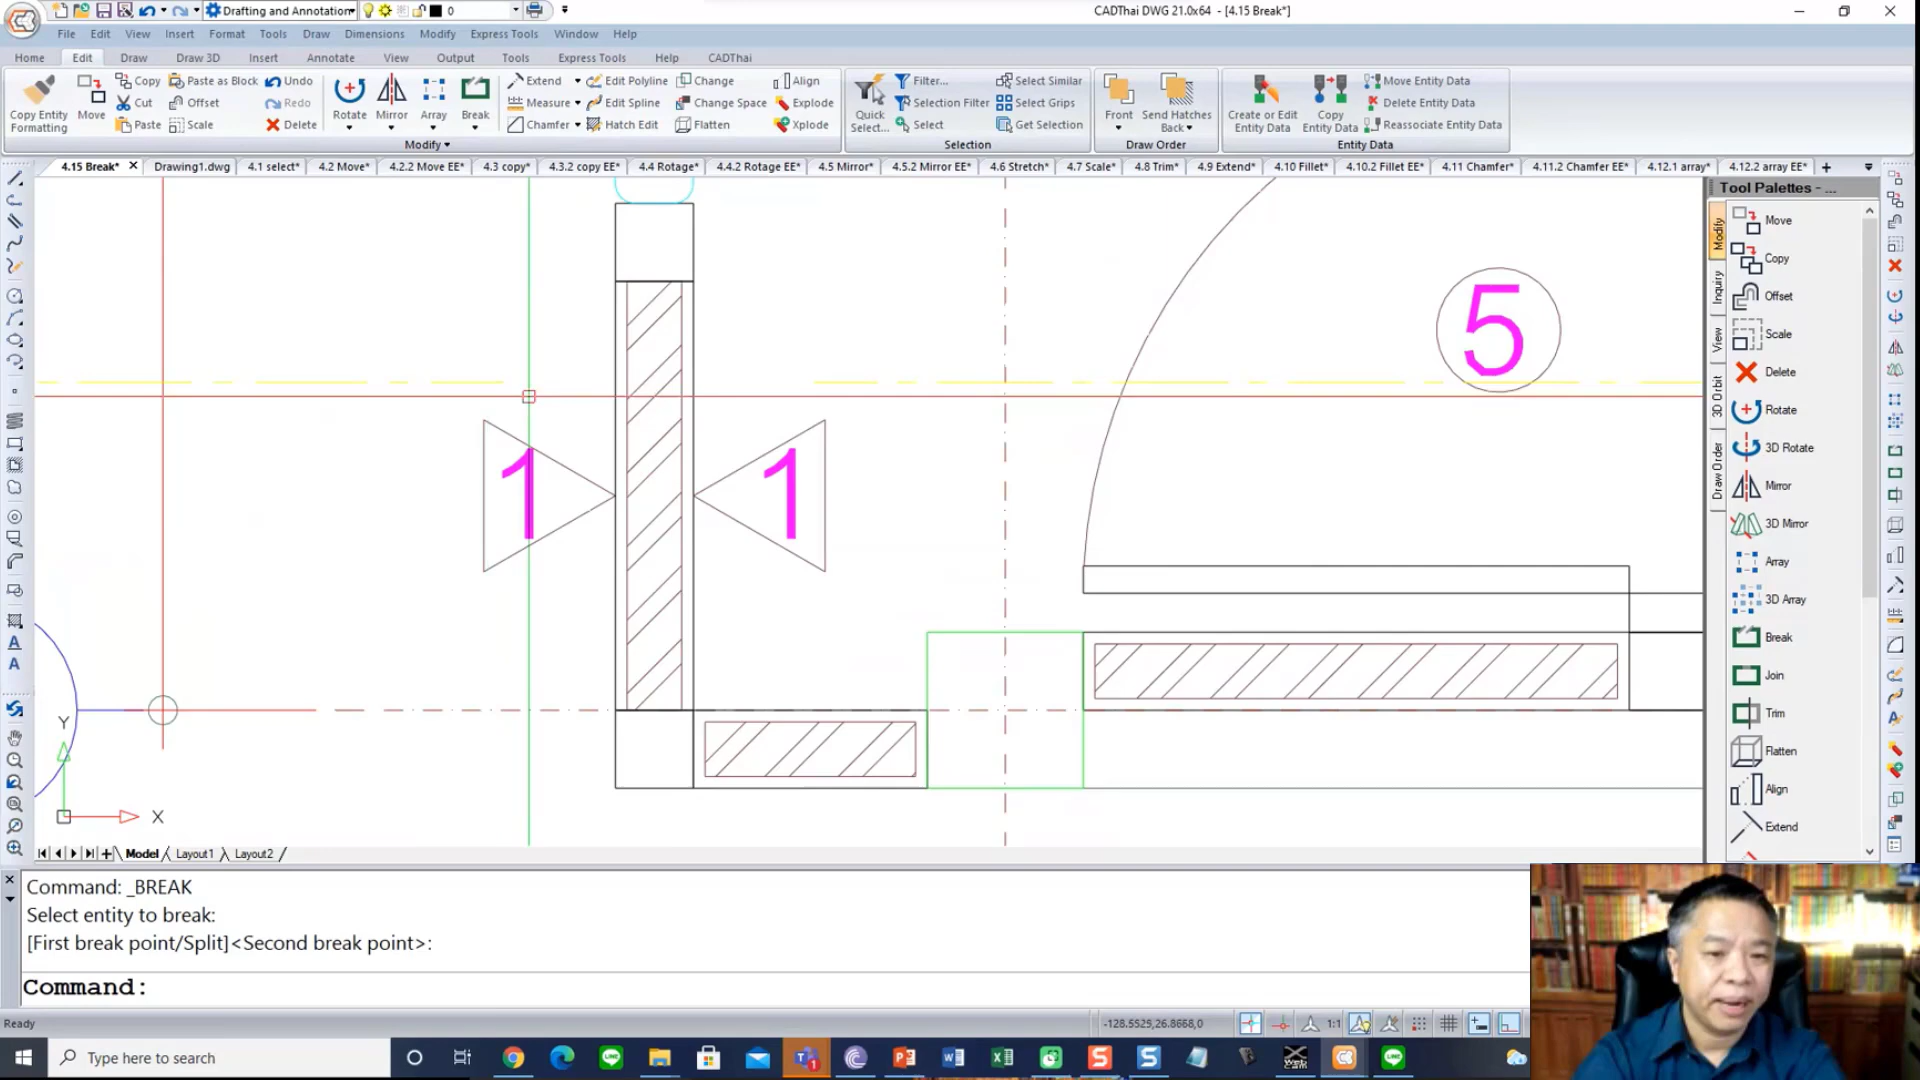 Drafting and Annotation
0
CADThai DWG 21.0x64 - [4.15 Break*]
File Edit View Insert Format Tools Draw Dimensions Modify Express Tools Window Help
Home Edit Draw Draw 3D Insert Annotate View Output Tools Express Tools Help CADThai
Copy Entity Formatting
Move
Copy
Cut
Paste
Paste as Block
Offset
Scale
Undo
Redo
Delete
Rotate
Mirror
Array
Break
Extend
Measure
Chamfer
Edit Polyline
Edit Spline
Hatch Edit
Change
Change Space
Flatten
Align
Explode
Xplode
Modify
Quick Select...
Filter...
Selection Filter
Select
Select Similar
Select Grips
Get Selection
Selection
Front
Send Hatches Back
Draw Order
Create or Edit Entity Data
Copy Entity Data
Move Entity Data
Delete Entity Data
Reassociate Entity Data
Entity Data
4.15 Break* Drawing1.dwg 4.1 select* 4.2 Move* 4.2.2 Move EE* 4.3 copy* 4.3.2 copy EE* 4.4 Rotage* 4.4.2 Rotage EE* 4.5 Mirror* 4.5.2 Mirror EE* 4.6 Stretch* 4.7 Scale* 4.8 Trim* 4.9 Extend* 4.10 Fillet* 4.10.2 Fillet EE* 4.11 Chamfer* 4.11.2 Chamfer EE* 4.12.1 array* 4.12.2 array EE*
5
1
1
Y
X
Tool Palettes - ...
Modify
Inquiry
View
3D Orbit
Draw Order
Move
Copy
Offset
Scale
Delete
Rotate
3D Rotate
Mirror
3D Mirror
Array
3D Array
Break
Join
Trim
Flatten
Align
Extend
Model Layout1 Layout2
Command: _BREAK
Select entity to break:
[First break point/Split]<Second break point>:
Command:
Ready
-128.5525,26.8668,0
1:1
Type here to search